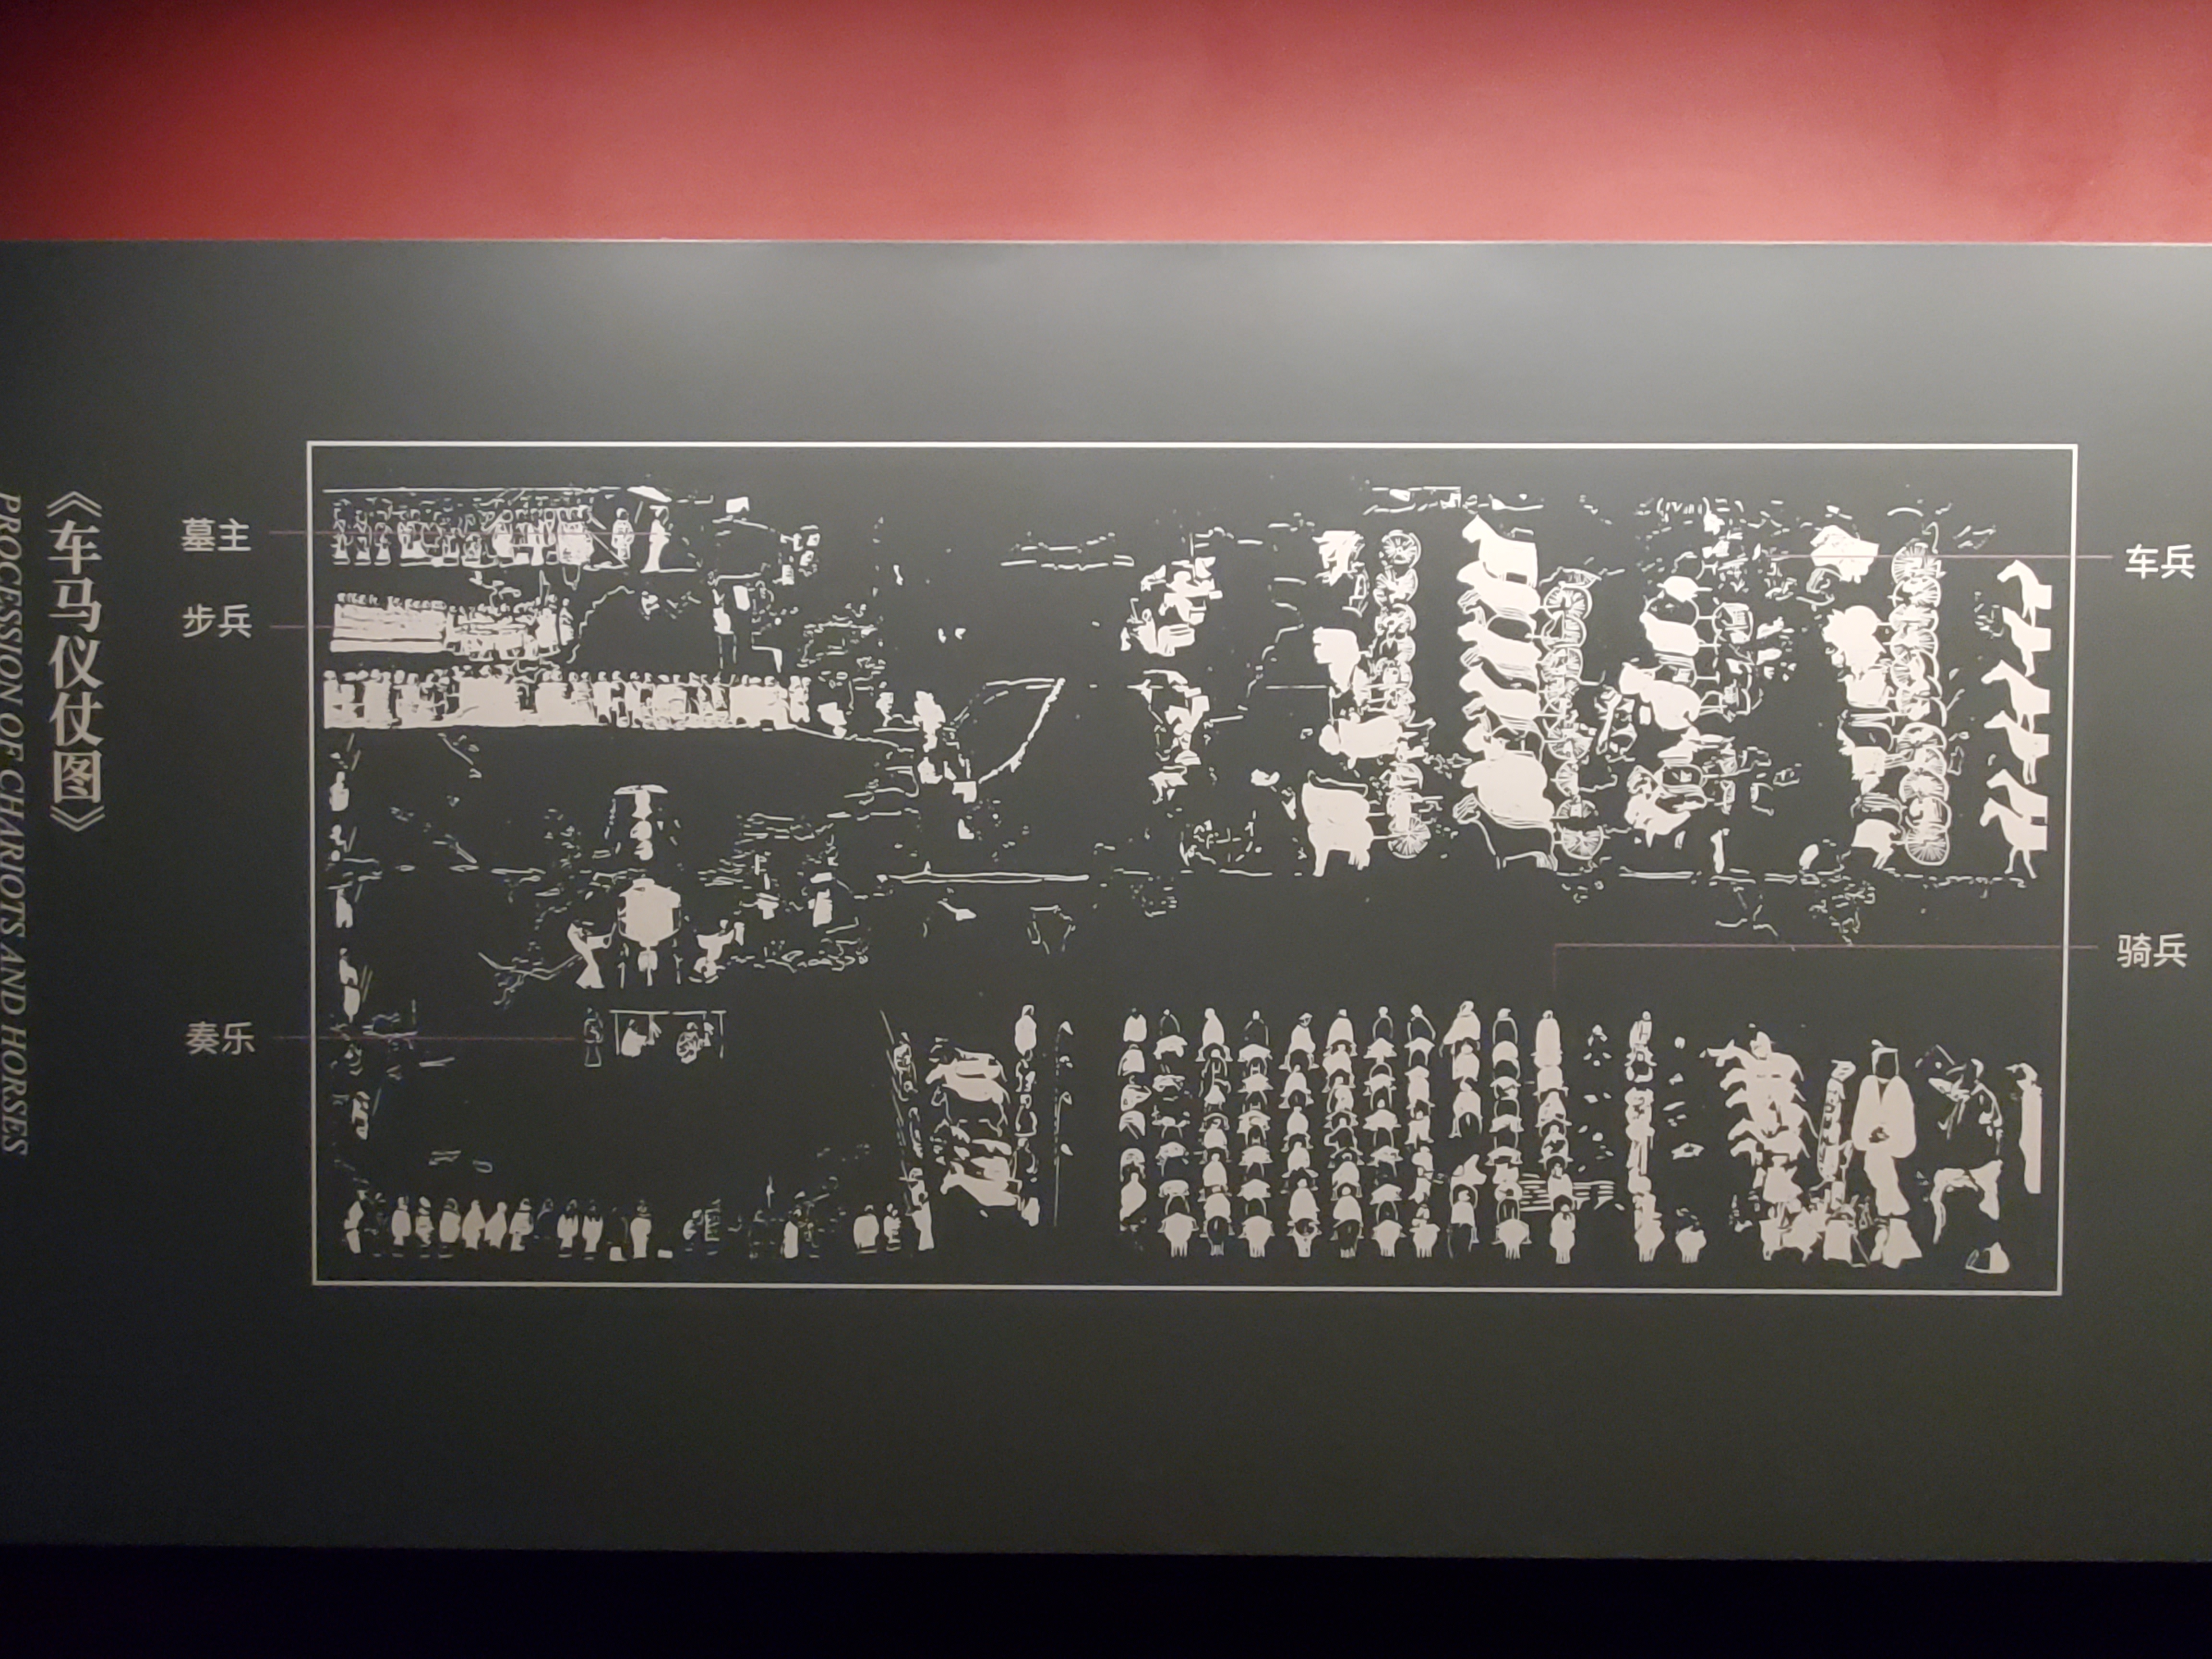 《车马仪仗图》
PROCESSION OF CHARIOTS AND HORSES
墓主
步兵
奏乐
车兵
骑兵